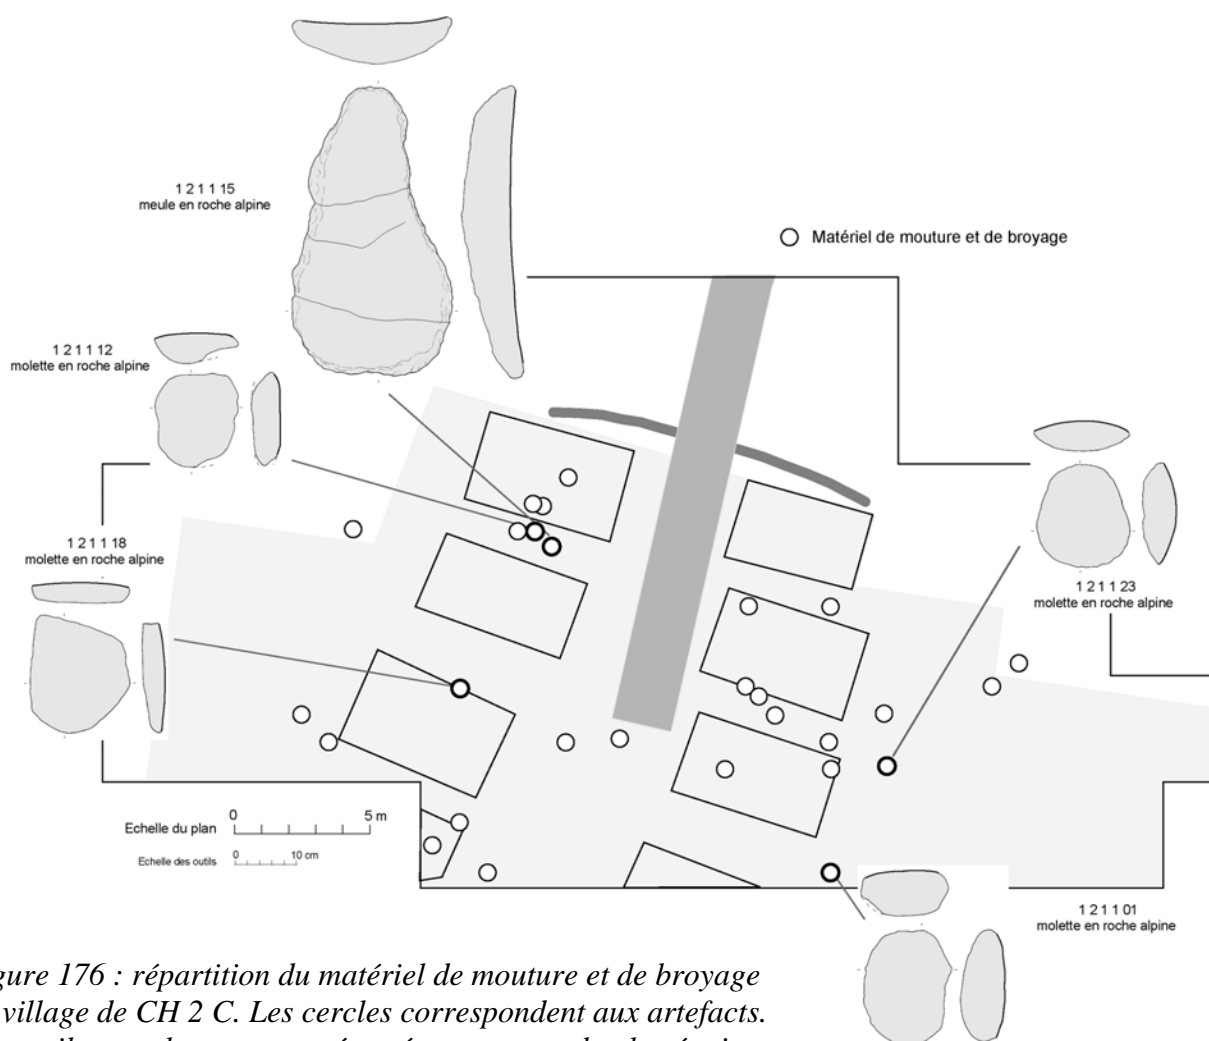 1 2 1 1 15
meule en roche alpine
Matériel de mouture et de broyage
1 2 1 1 12
molette en roche alpine
1 2 1 1 18
molette en roche alpine
1 2 1 1 23
molette en roche alpine
0 5 m
Echelle du plan
Echelle des outils 0 10 cm
1 2 1 1 01
molette en roche alpine
gure 176 : répartition du matériel de mouture et de broyage
village de CH 2 C. Les cercles correspondent aux artefacts.